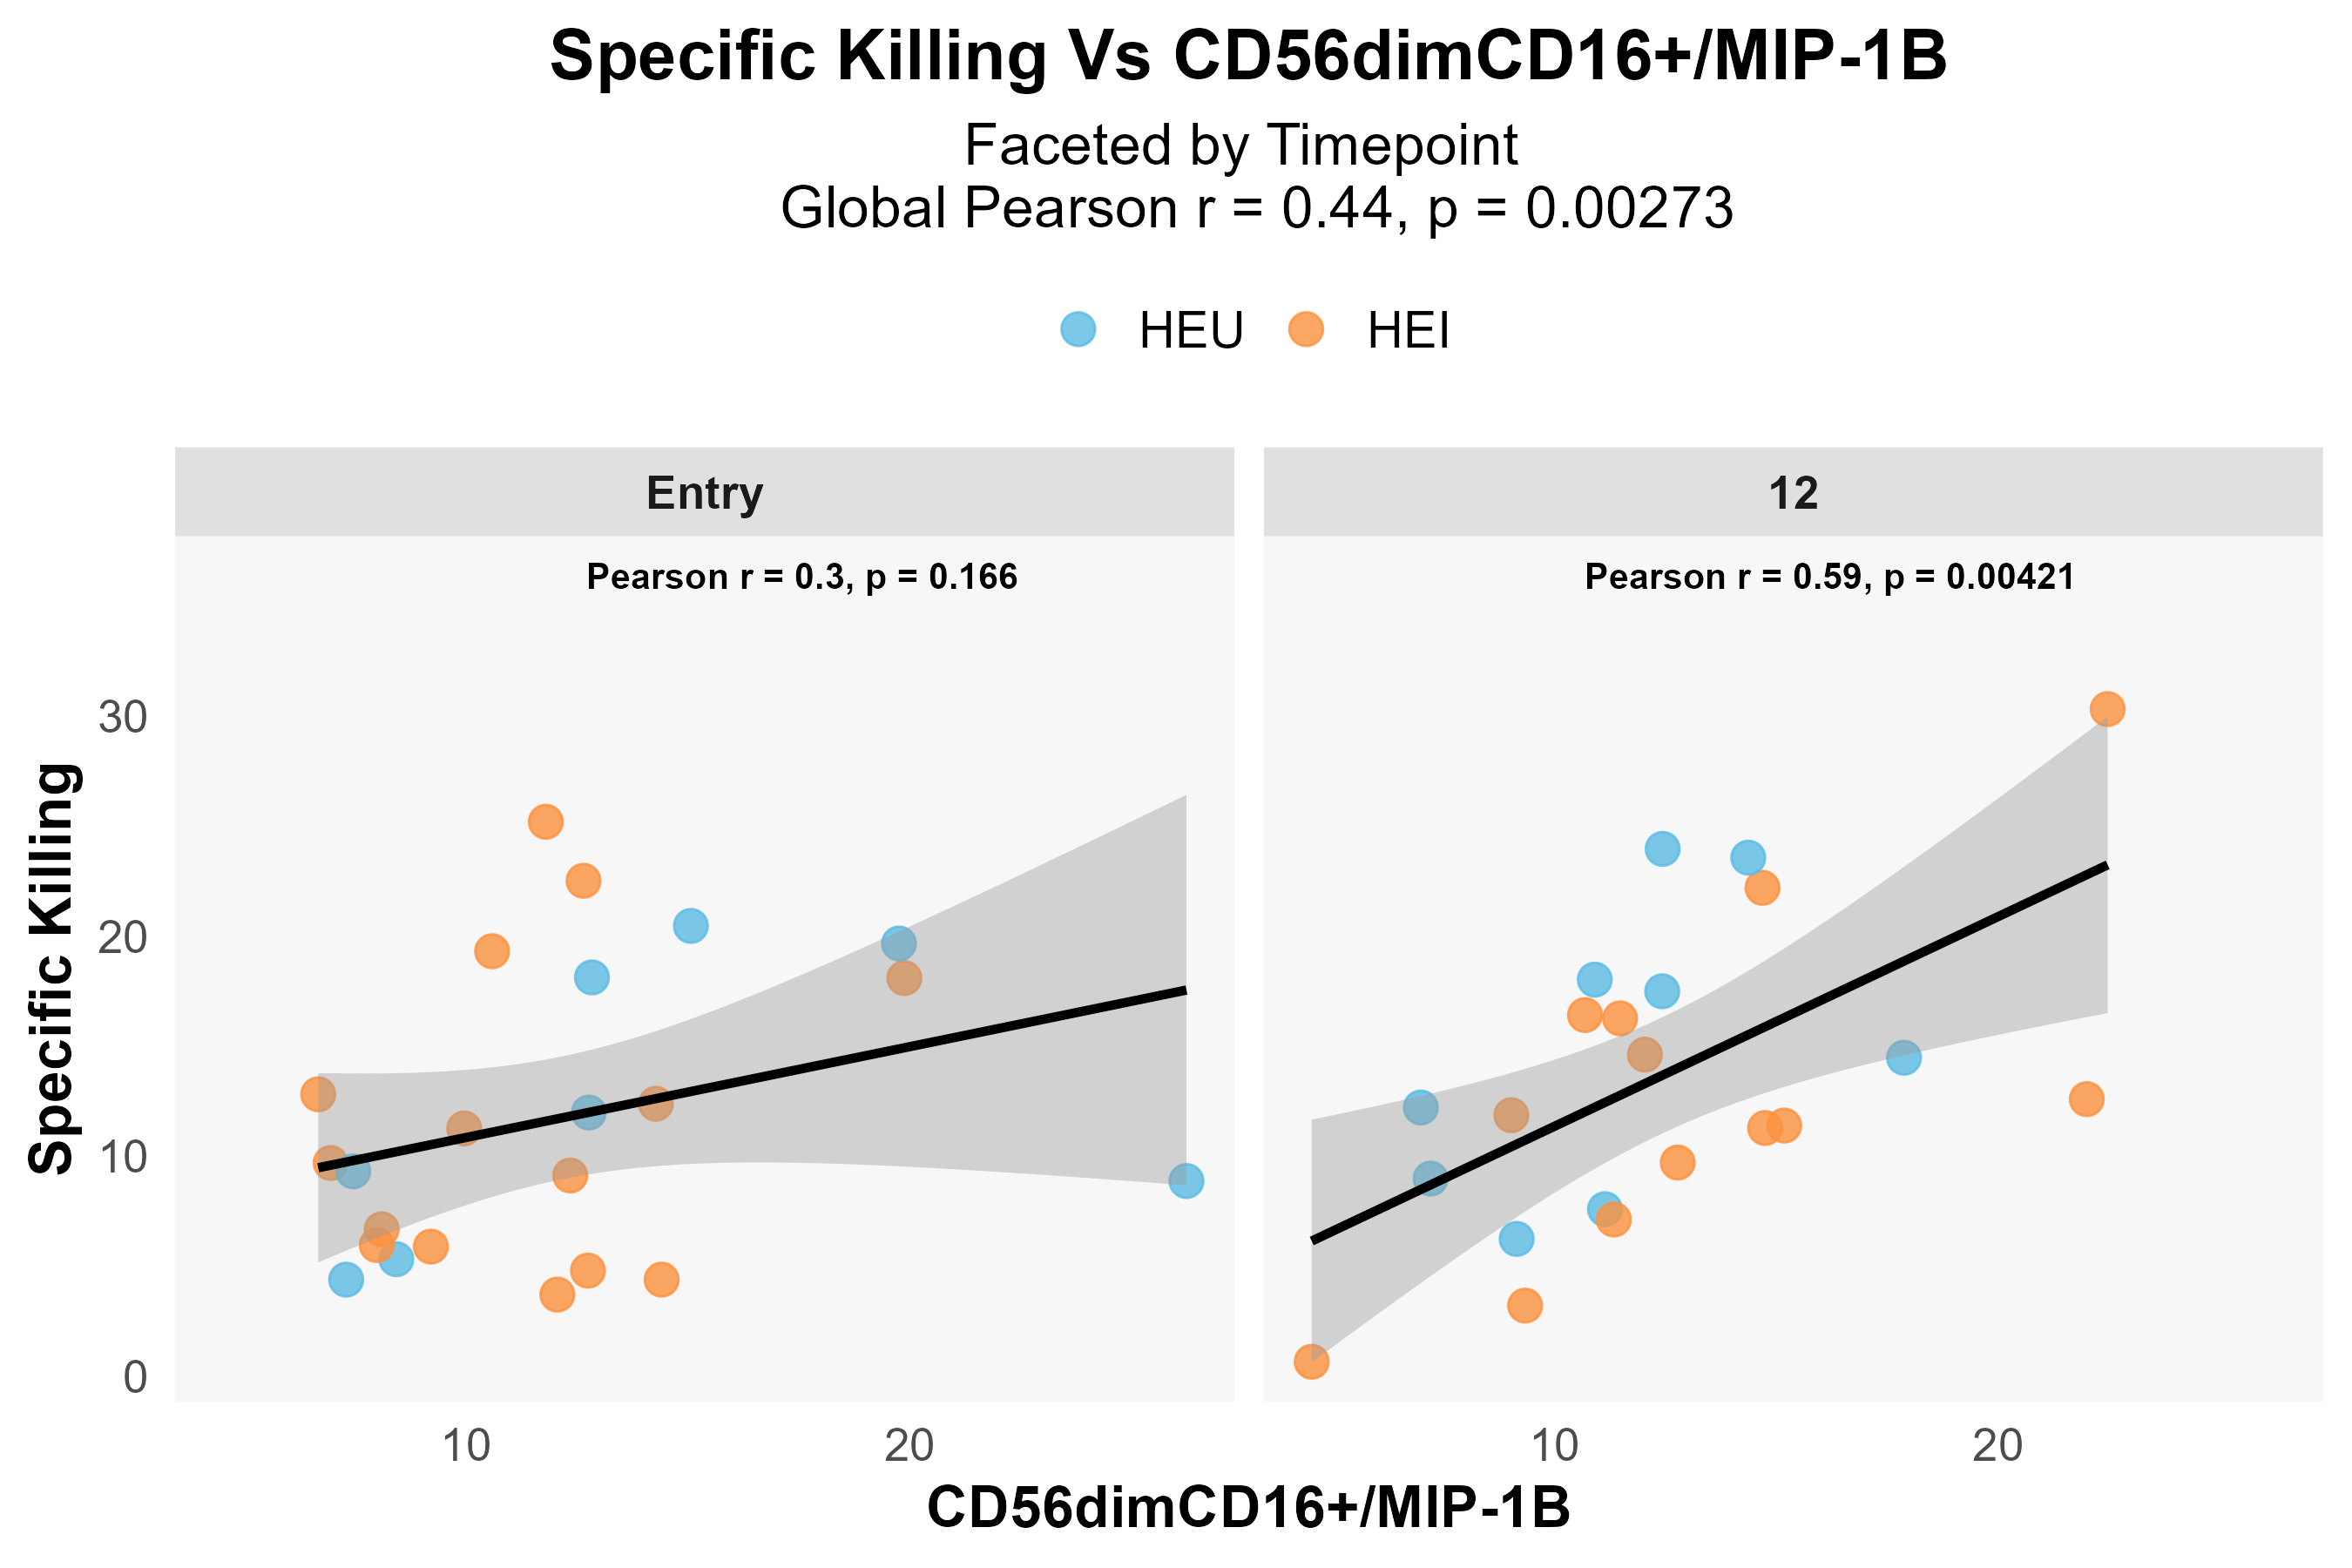 Specific Killing Vs CD56dimCD16+/MIP-1B
Faceted by Timepoint
Global Pearson r = 0.44, p = 0.00273
HEU
HEI
Entry
12
Pearson r = 0.3, p = 0.166
Pearson r = 0.59, p = 0.00421
Specific Killing
30
20
10
0
10
20
10
20
CD56dimCD16+/MIP-1B